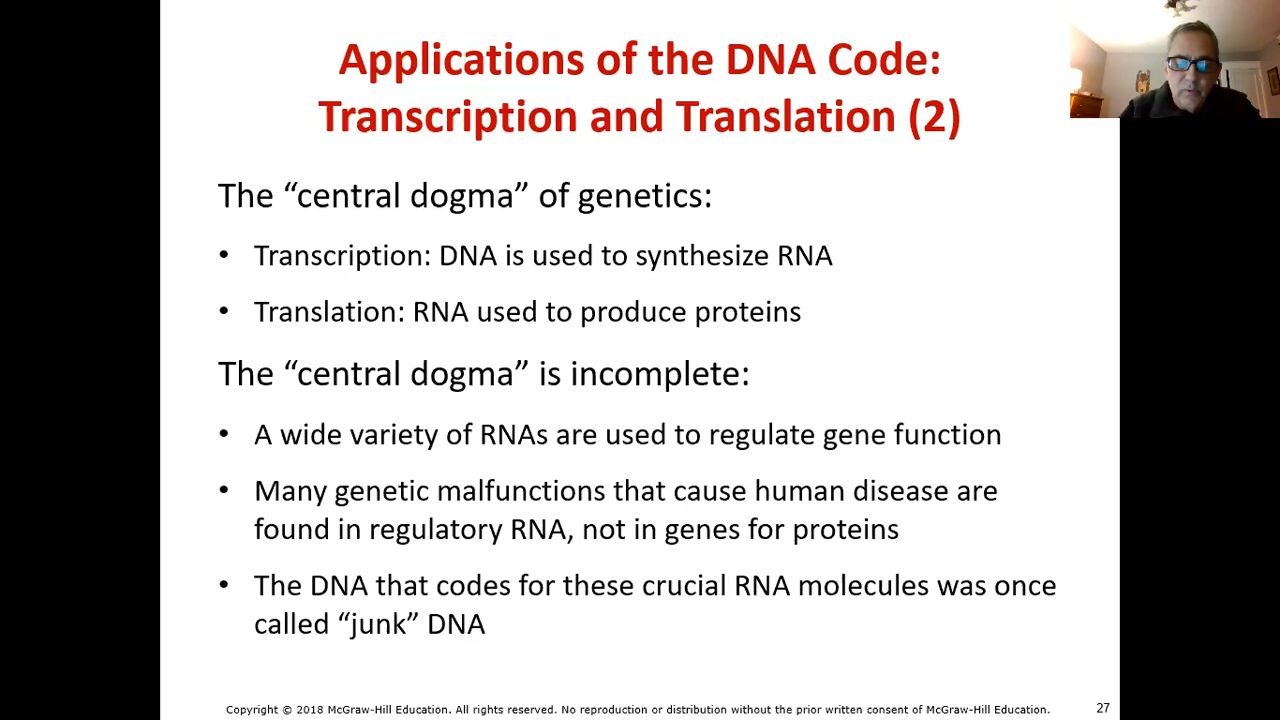 Applications of the DNA Code:
Transcription and Translation (2)
The “central dogma” of genetics:
• Transcription: DNA is used to synthesize RNA
• Translation: RNA used to produce proteins
The “central dogma” is incomplete:
• A wide variety of RNAs are used to regulate gene function
• Many genetic malfunctions that cause human disease are
found in regulatory RNA, not in genes for proteins
• The DNA that codes for these crucial RNA molecules was once
called “junk” DNA
Copyright © 2018 McGraw-Hill Education. All rights reserved. No reproduction or distribution without the prior written consent of McGraw-Hill Education.
27